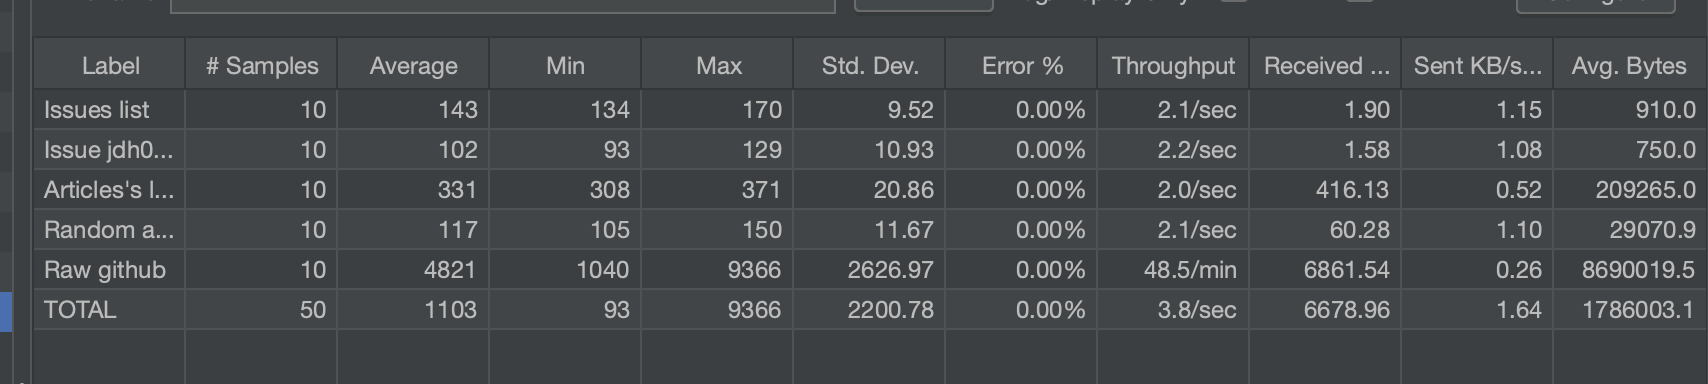 Label # Samples Average Min Max Std. Dev. Error % Throughput Received ... Sent KB/s... Avg. Bytes
Issues list 10 143 134 170 9.52 0.00% 2.1/sec 1.90 1.15 910.0
Issue jdh0... 10 102 93 129 10.93 0.00% 2.2/sec 1.58 1.08 750.0
Articles's l... 10 331 308 371 20.86 0.00% 2.0/sec 416.13 0.52 209265.0
Random a... 10 117 105 150 11.67 0.00% 2.1/sec 60.28 1.10 29070.9
Raw github 10 4821 1040 9366 2626.97 0.00% 48.5/min 6861.54 0.26 8690019.5
TOTAL 50 1103 93 9366 2200.78 0.00% 3.8/sec 6678.96 1.64 1786003.1